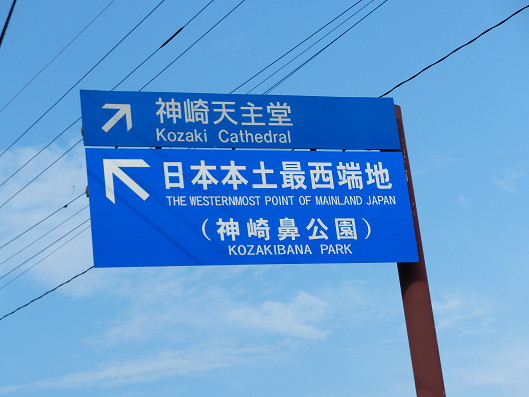 神崎天主堂
Kozaki Cathedral
日本本土最西端地
THE WESTERNMOST POINT OF MAINLAND JAPAN
（神崎鼻公園）
KOZAKIBANA PARK